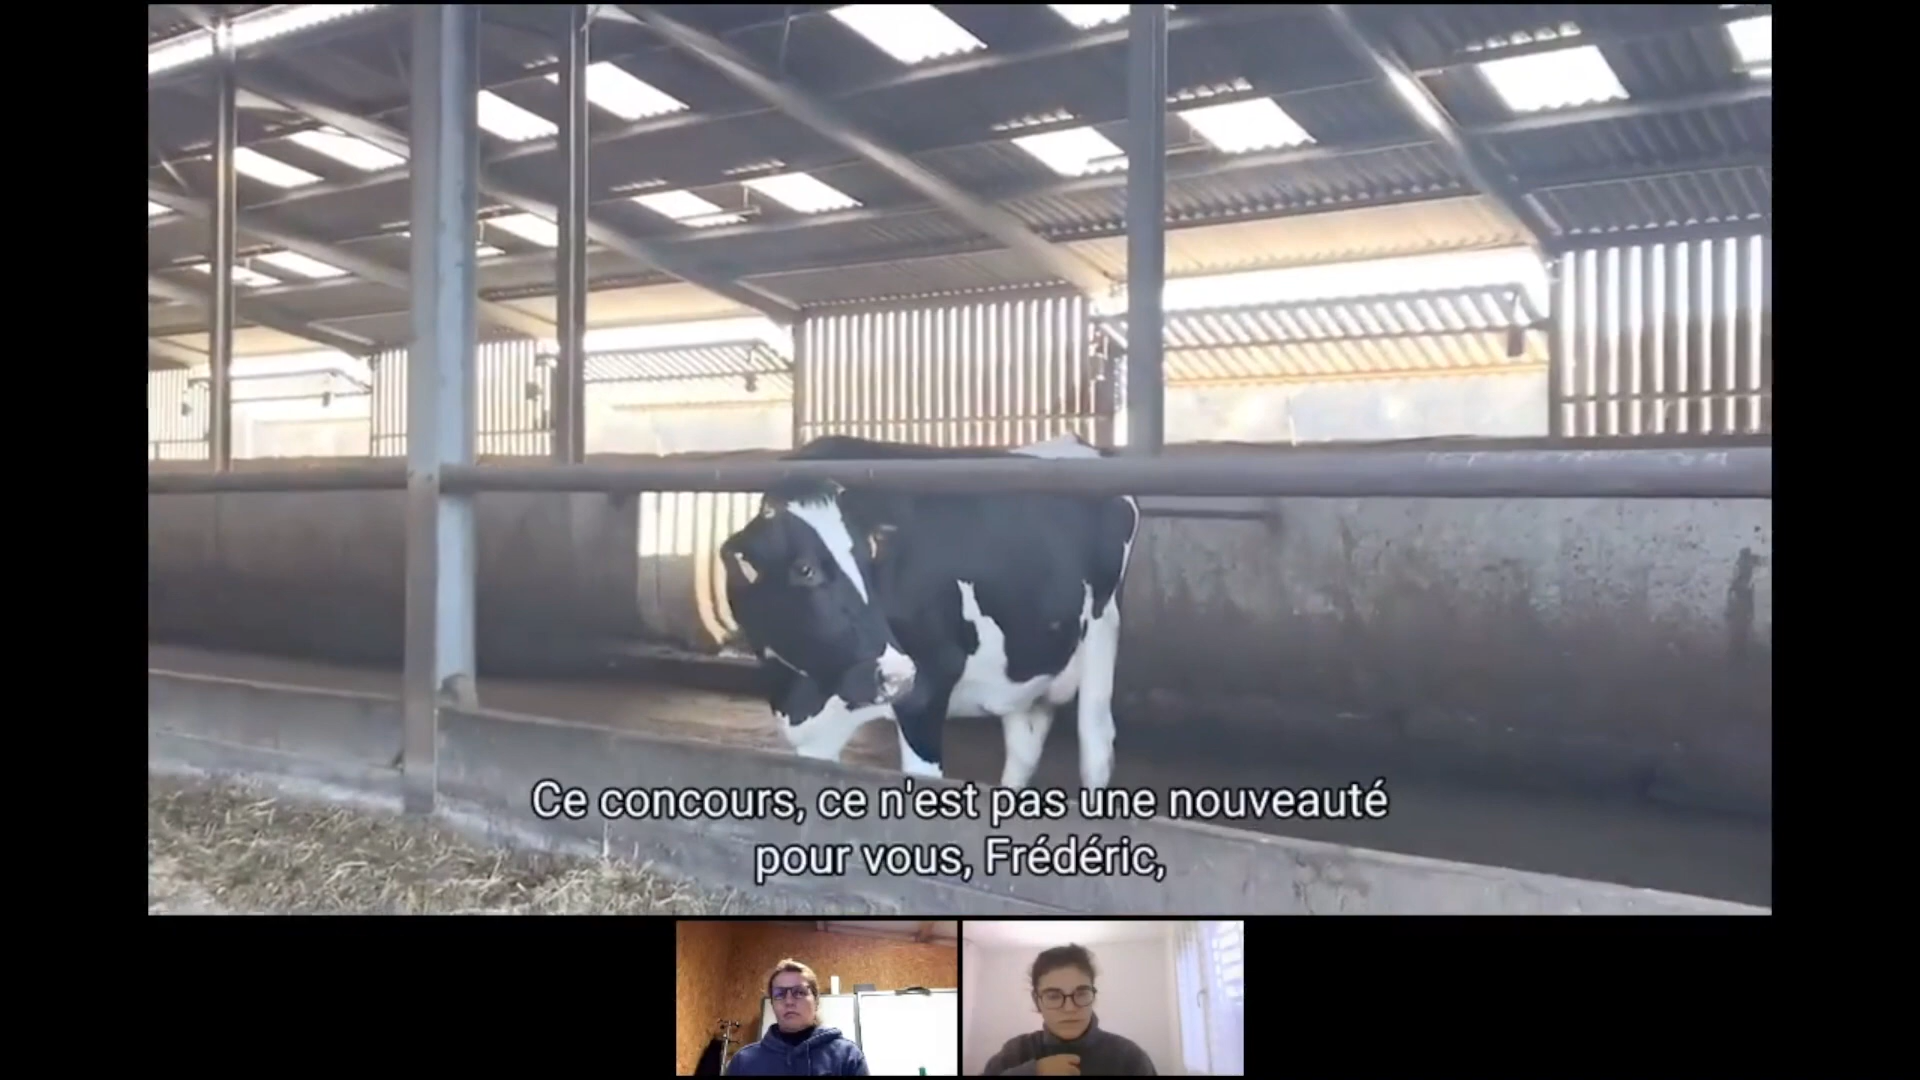 Ce concours, ce n'est pas une nouveauté
pour vous, Frédéric,